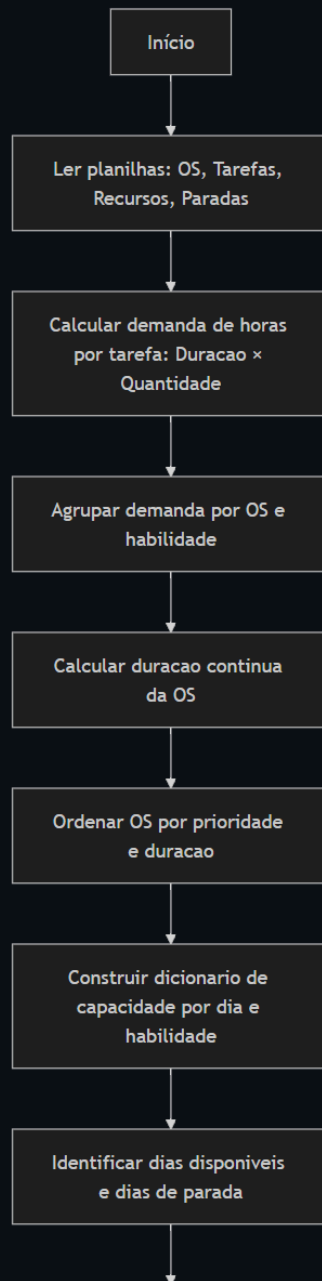 Início
Ler planilhas: OS, Tarefas,
Recursos, Paradas
Calcular demanda de horas
por tarefa: Duracao ×
Quantidade
Agrupar demanda por OS e
habilidade
Calcular duracao continua
da OS
Ordenar OS por prioridade
e duracao
Construir dicionario de
capacidade por dia e
habilidade
Identificar dias disponiveis
e dias de parada